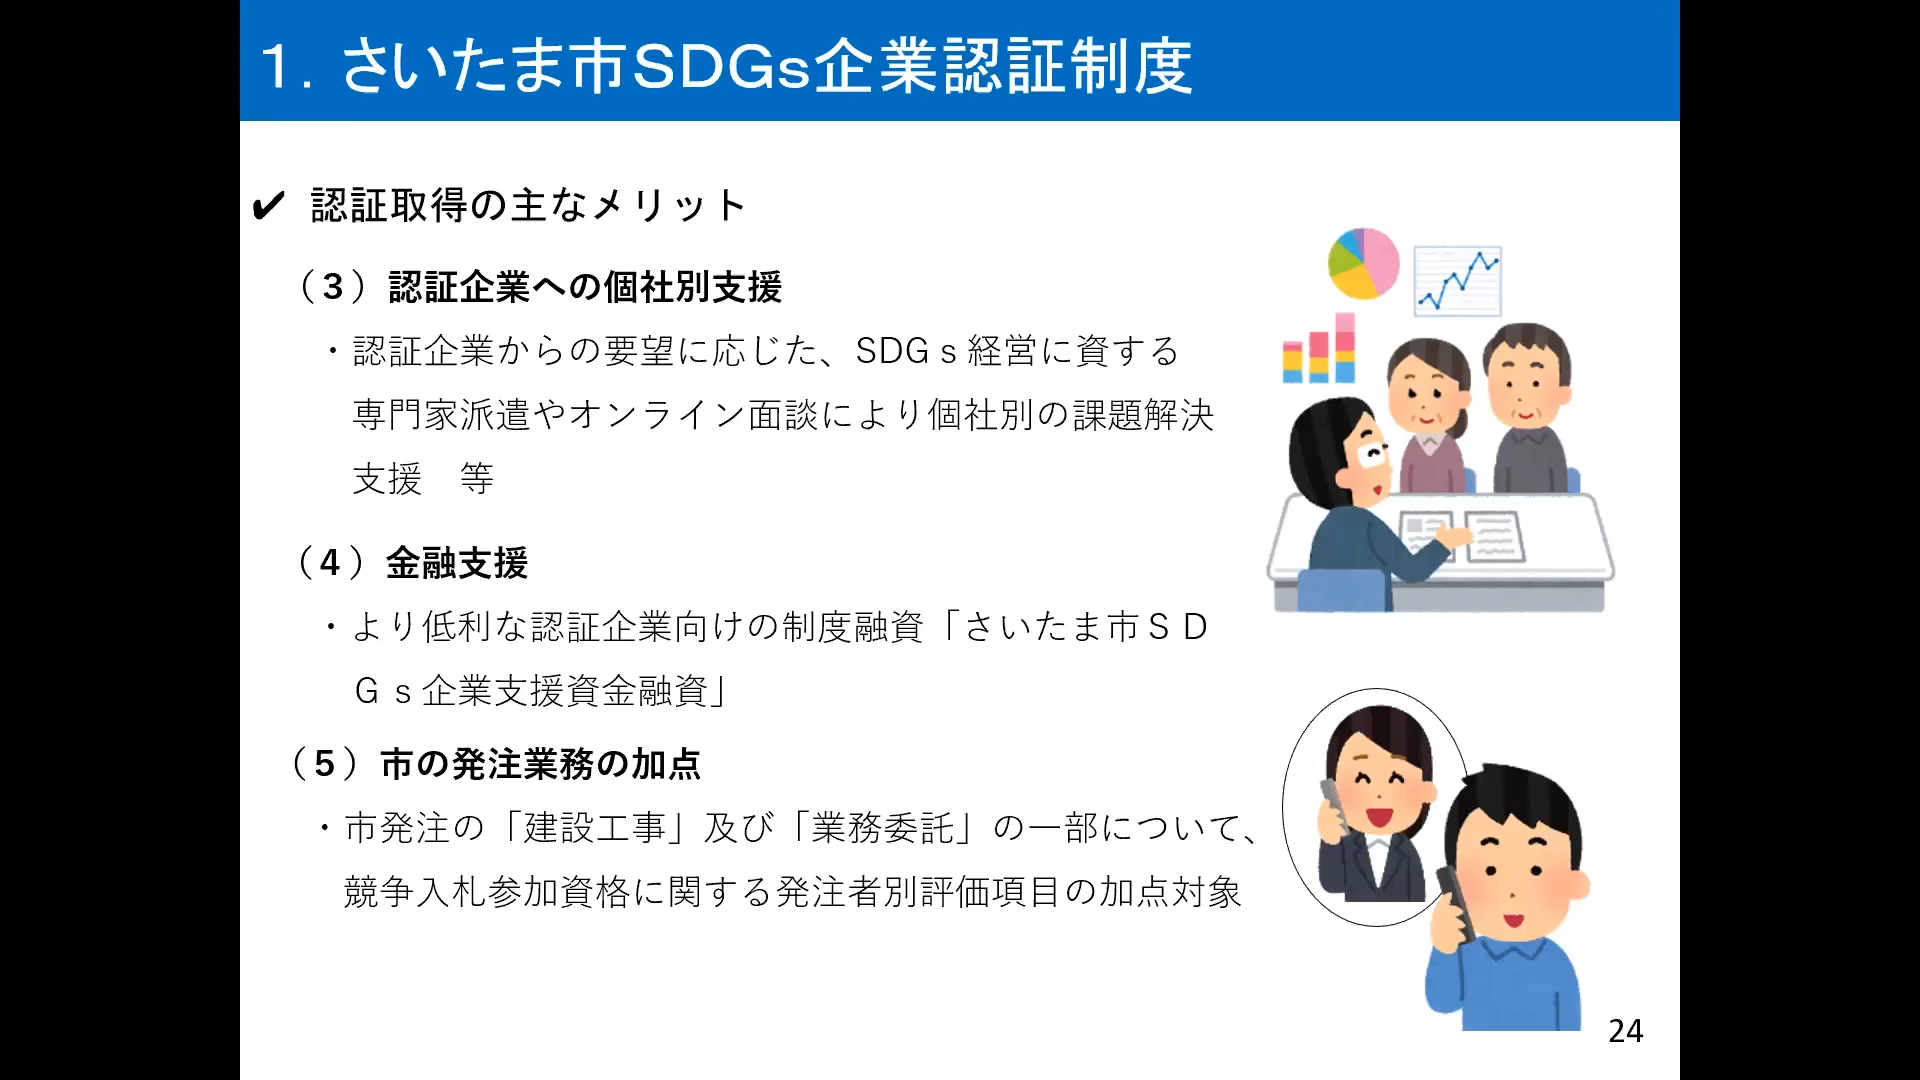 １．さいたま市ＳＤＧｓ企業認証制度
✔ 認証取得の主なメリット
（３）認証企業への個社別支援
・認証企業からの要望に応じた、SDGｓ経営に資する
専門家派遣やオンライン面談により個社別の課題解決
支援　等
（４）金融支援
・より低利な認証企業向けの制度融資「さいたま市ＳＤ
Ｇｓ企業支援資金融資」
（５）市の発注業務の加点
・市発注の「建設工事」及び「業務委託」の一部について、
競争入札参加資格に関する発注者別評価項目の加点対象
24